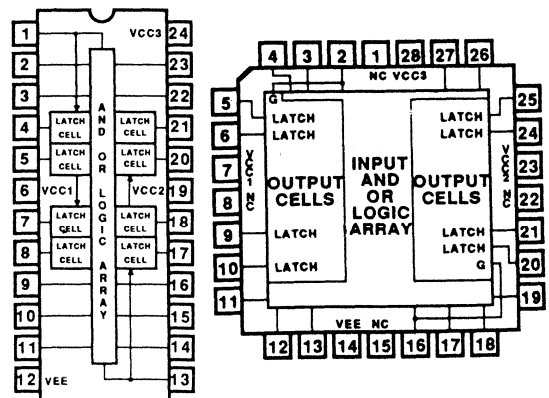 1 VCC3 24
2 23
3 22
4 LATCH CELL LATCH CELL 21
5 LATCH CELL LATCH CELL 20
6 VCC1 VCC2 19
7 LATCH CELL LATCH CELL 18
8 LATCH CELL LATCH CELL 17
9 16
10 15
11 14
12 VEE 13
AND OR LOGIC ARRAY
4 3 2 1 28 27 26
NC VCC3
G
5 LATCH LATCH 25
6 LATCH LATCH 24
7 23
8 22
VCC1 NC
VCC2 NC
OUTPUT
CELLS
INPUT
AND
OR
LOGIC
ARRAY
OUTPUT
CELLS
9 LATCH LATCH 21
LATCH 20
10 LATCH G
11 19
VEE NC
12 13 14 15 16 17 18